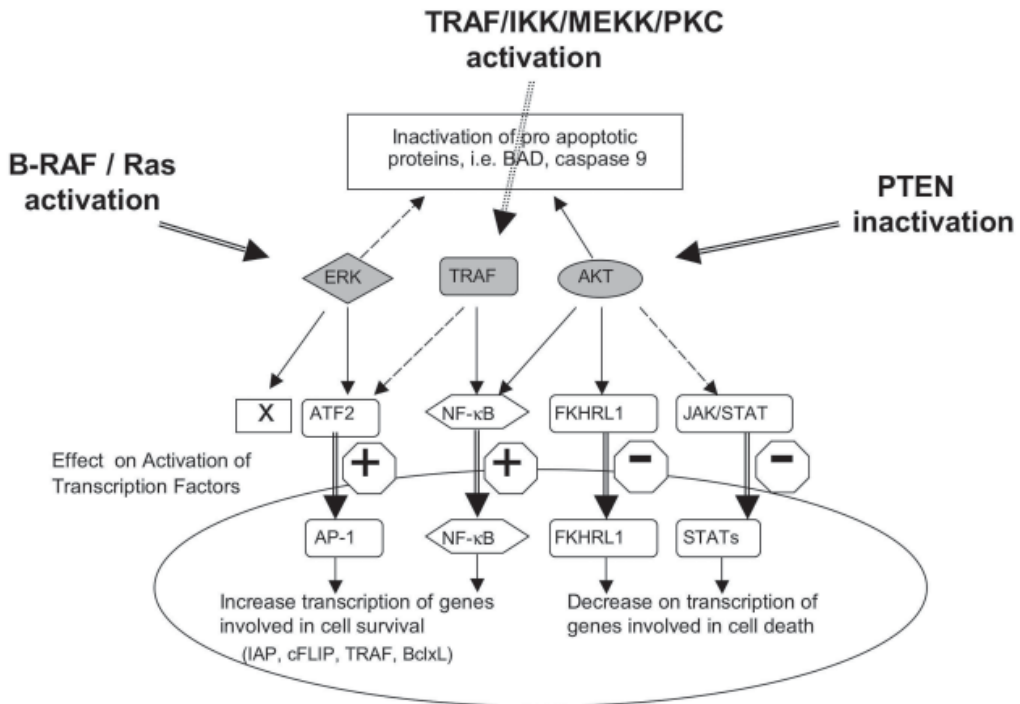 TRAF/IKK/MEKK/PKC
activation
Inactivation of pro apoptotic
proteins, i.e. BAD, caspase 9
B-RAF / Ras
activation
PTEN
inactivation
ERK
TRAF
AKT
X
ATF2
NF-κB
FKHRL1
JAK/STAT
Effect on Activation of
Transcription Factors
+
+
-
-
AP-1
NF-κB
FKHRL1
STATs
Increase transcription of genes
involved in cell survival
(IAP, cFLIP, TRAF, BclxL)
Decrease on transcription of
genes involved in cell death